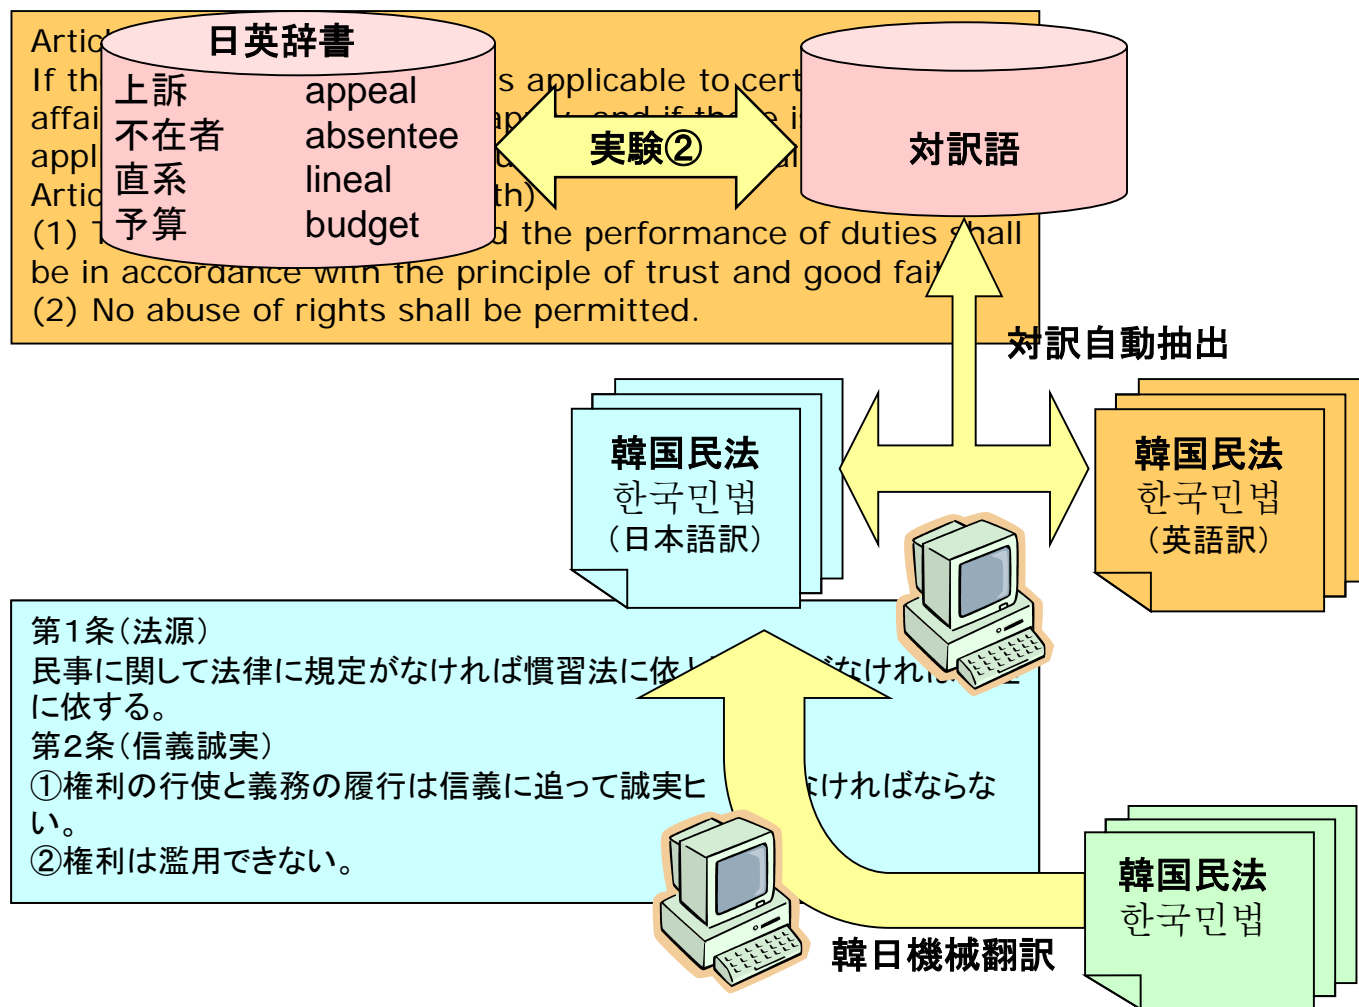 日英辞書
上訴 appeal
不在者 absentee
直系 lineal
予算 budget
実験②
対訳語
s applicable to cert
affai
appl
(1) d the performance of duties shall
be in accordance with the principle of trust and good fait
(2) No abuse of rights shall be permitted.
対訳自動抽出
韓国民法
한국민법
(日本語訳)
韓国民法
한국민법
(英語訳)
第1条(法源)
民事に関して法律に規定がなければ慣習法に依 なければ
に依する。
第2条(信義誠実)
①権利の行使と義務の履行は信義に追って誠実ヒ なければならな
い。
②権利は濫用できない。
韓国民法
한국민법
韓日機械翻訳